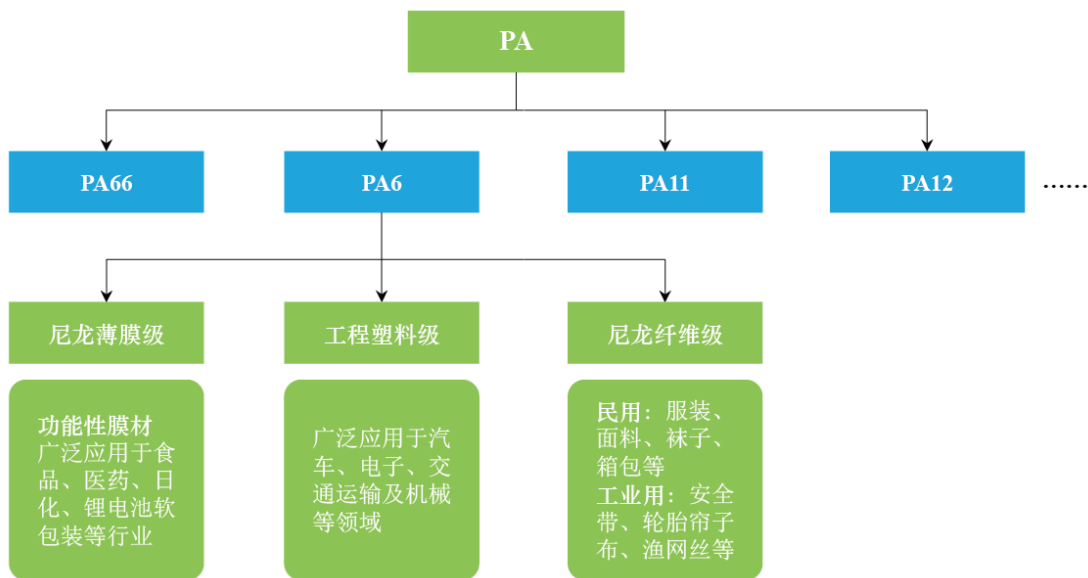 PA
PA66
PA6
PA11
PA12
......
尼龙薄膜级
工程塑料级
尼龙纤维级
功能性膜材
广泛应用于食
品、医药、日
化、锂电池软
包装等行业
广泛应用于汽
车、电子、交
通运输及机械
等领域
民用：服装、
面料、袜子、
箱包等
工业用：安全
带、轮胎帘子
布、渔网丝等